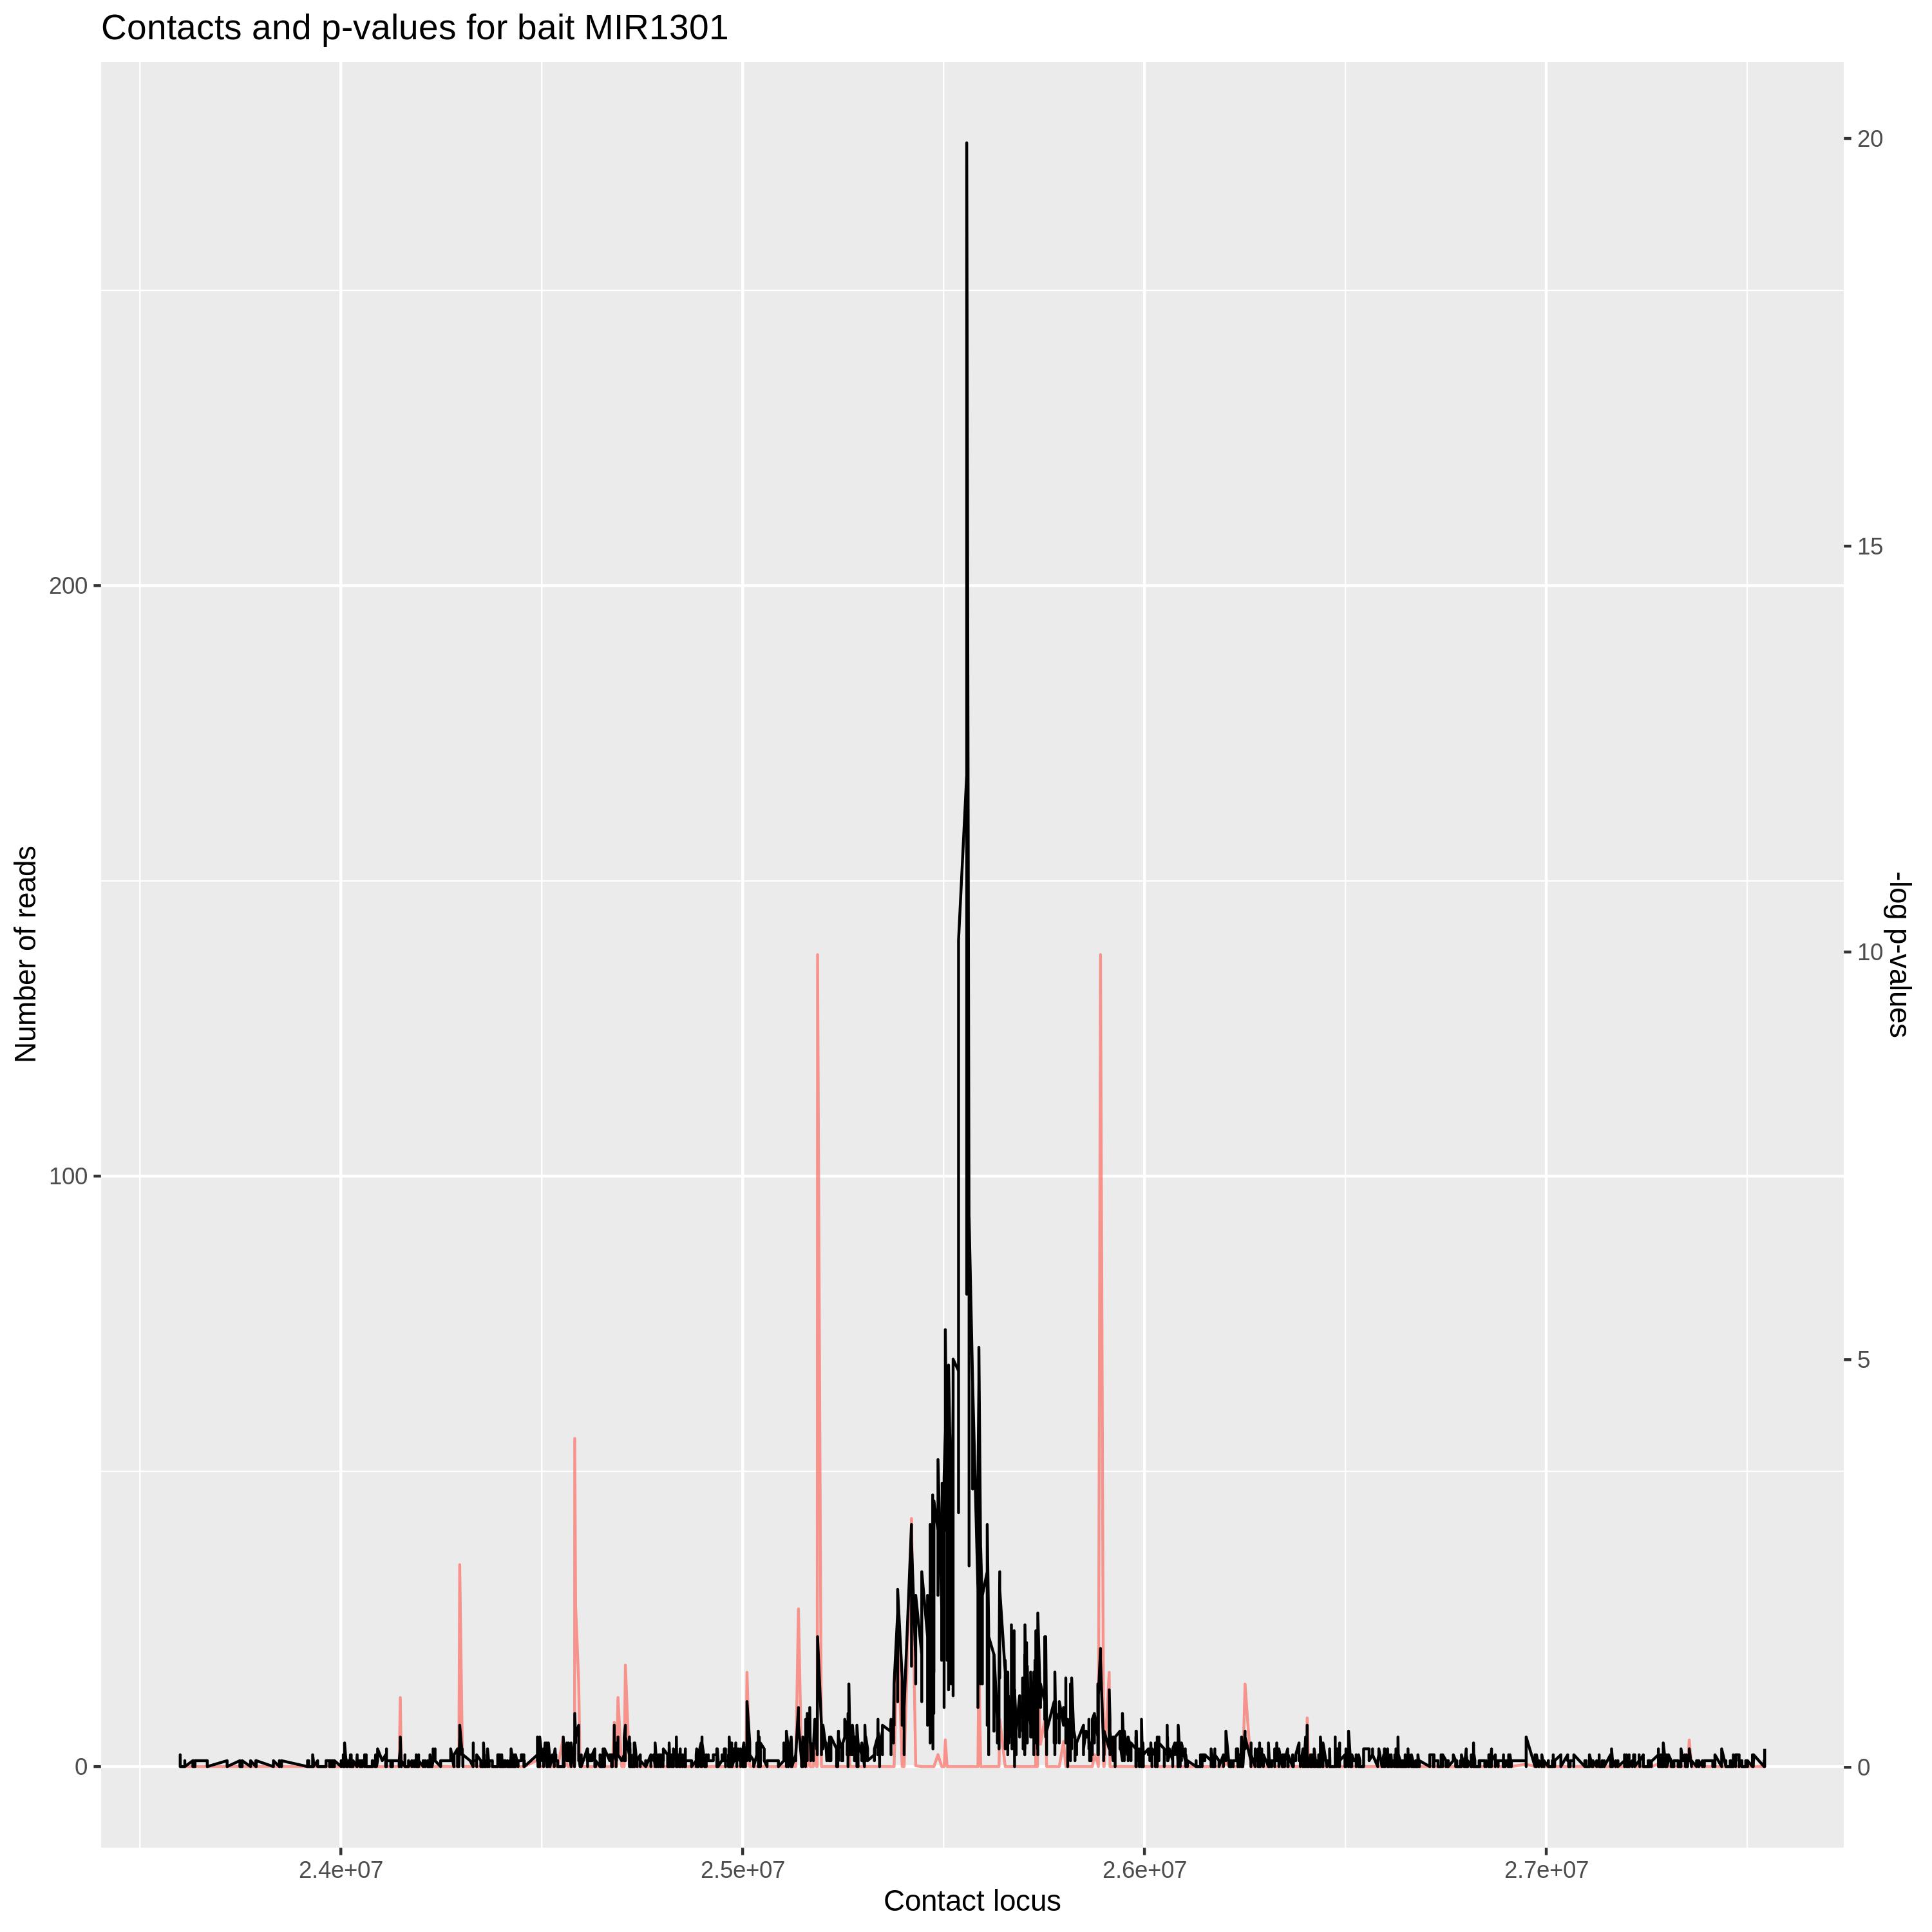 Contacts and p-values for bait MIR1301
Number of reads
200
100
0
20
15
10
5
0
-log p-values
2.4e+07
2.5e+07
2.6e+07
2.7e+07
Contact locus